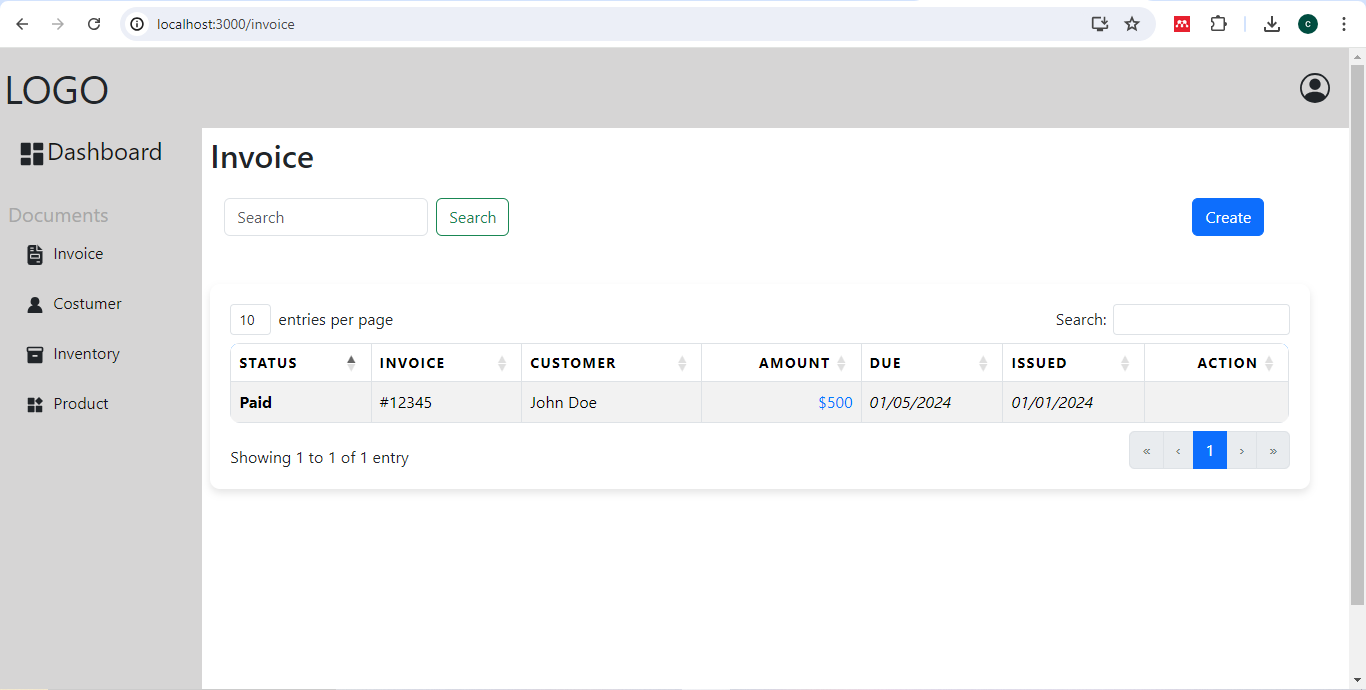 localhost:3000/invoice
c
LOGO
Dashboard
Documents
Invoice
Costumer
Inventory
Product
Invoice
Search Search Create
10 entries per page Search:
STATUS INVOICE CUSTOMER AMOUNT DUE ISSUED ACTION
Paid #12345 John Doe $500 01/05/2024 01/01/2024
Showing 1 to 1 of 1 entry
« ‹ 1 › »